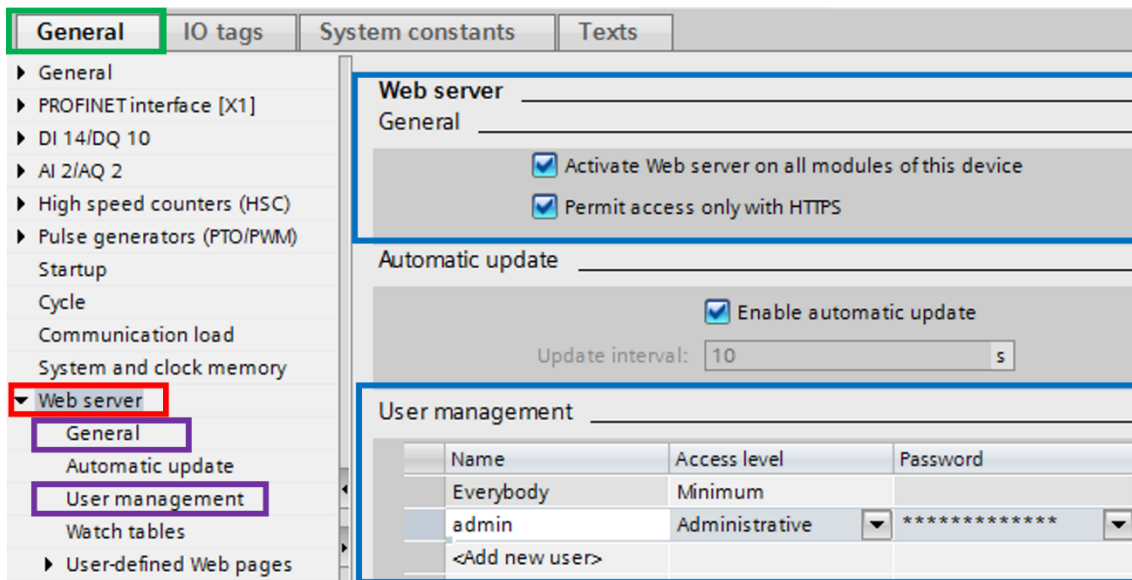 General IO tags System constants Texts
General
PROFINET interface [X1]
DI 14/DQ 10
AI 2/AQ 2
High speed counters (HSC)
Pulse generators (PTO/PWM)
Startup
Cycle
Communication load
System and clock memory
Web server
General
Automatic update
User management
Watch tables
User-defined Web pages
Web server
General
Activate Web server on all modules of this device
Permit access only with HTTPS
Automatic update
Enable automatic update
Update interval: 10 s
User management
Name Access level Password
Everybody Minimum
admin Administrative *************
<Add new user>